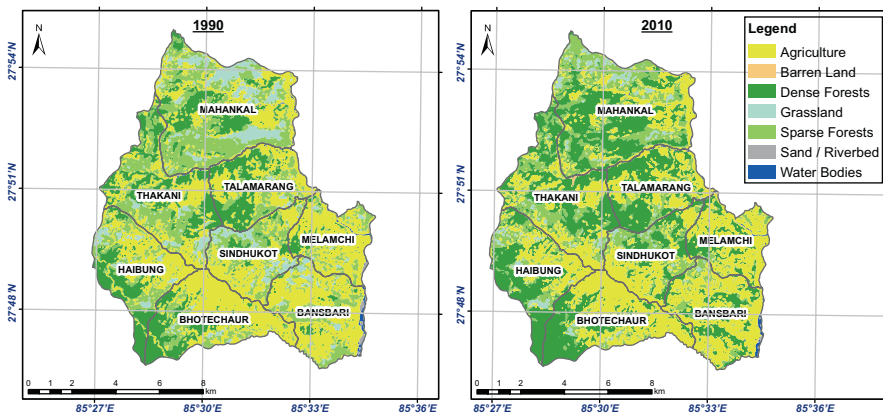 1990
N
27°54'N
27°51'N
27°48'N
MAHANKAL
THAKANI
TALAMARANG
MELAMCHI
SINDHUKOT
HAIBUNG
BANSBARI
BHOTECHAUR
0 1 2 4 6 8
km
85°27'E 85°30'E 85°33'E 85°36'E
2010
N
27°54'N
27°51'N
27°48'N
MAHANKAL
THAKANI
TALAMARANG
MELAMCHI
SINDHUKOT
HAIBUNG
BANSBARI
BHOTECHAUR
0 1 2 4 6 8
km
85°27'E 85°30'E 85°33'E 85°36'E
Legend
Agriculture
Barren Land
Dense Forests
Grassland
Sparse Forests
Sand / Riverbed
Water Bodies